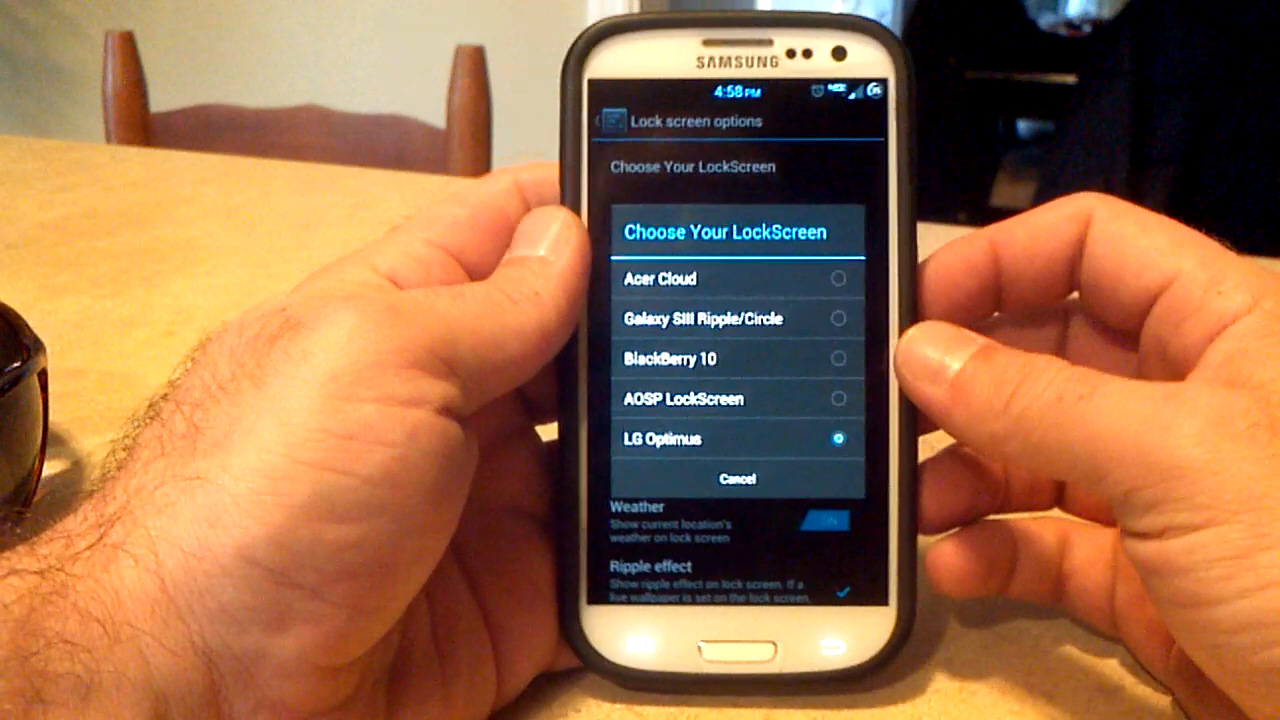 SAMSUNG
4:58 PM
Lock screen options
Choose Your LockScreen
Choose Your LockScreen
Acer Cloud
Galaxy SIII Ripple/Circle
BlackBerry 10
AOSP LockScreen
LG Optimus
Cancel
Weather
Show current location's
weather on lock screen
ON
Ripple effect
Show ripple effect on lock screen. If a
live wallpaper is set on the lock screen,